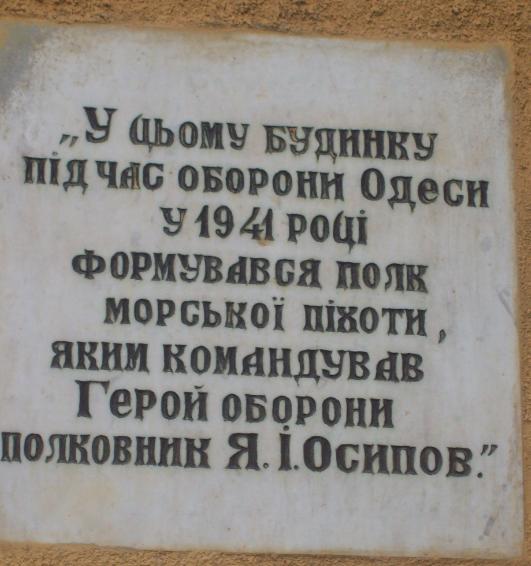 „У цьому будинку
під час оборони Одеси
у 1941 році
формувався полк
морської піхоти,
яким командував
Герой оборони
полковник Я.І.Осипов."